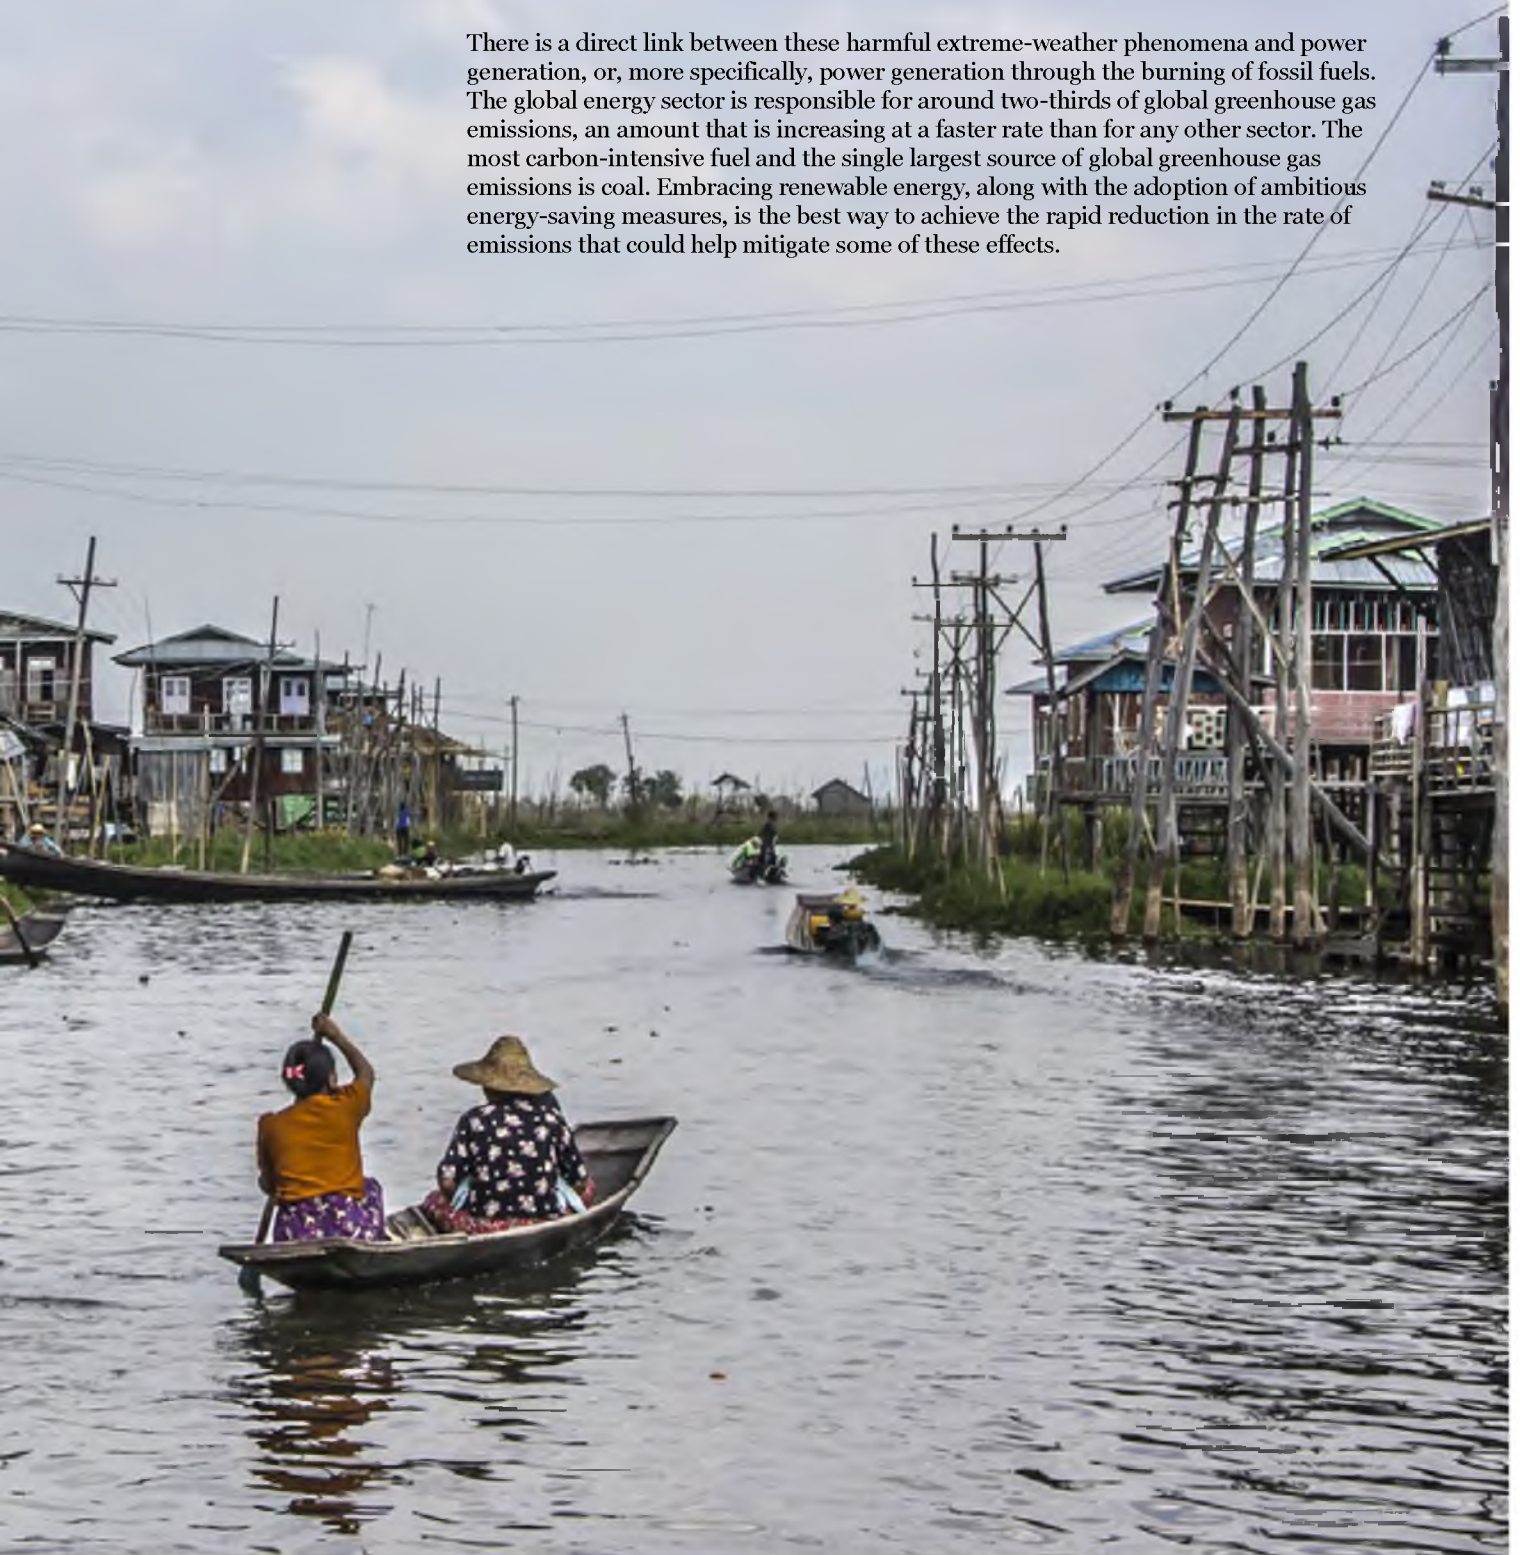 There is a direct link between these harmful extreme-weather phenomena and power
generation, or, more specifically, power generation through the burning of fossil fuels.
The global energy sector is responsible for around two-thirds of global greenhouse gas
emissions, an amount that is increasing at a faster rate than for any other sector. The
most carbon-intensive fuel and the single largest source of global greenhouse gas
emissions is coal. Embracing renewable energy, along with the adoption of ambitious
energy-saving measures, is the best way to achieve the rapid reduction in the rate of
emissions that could help mitigate some of these effects.